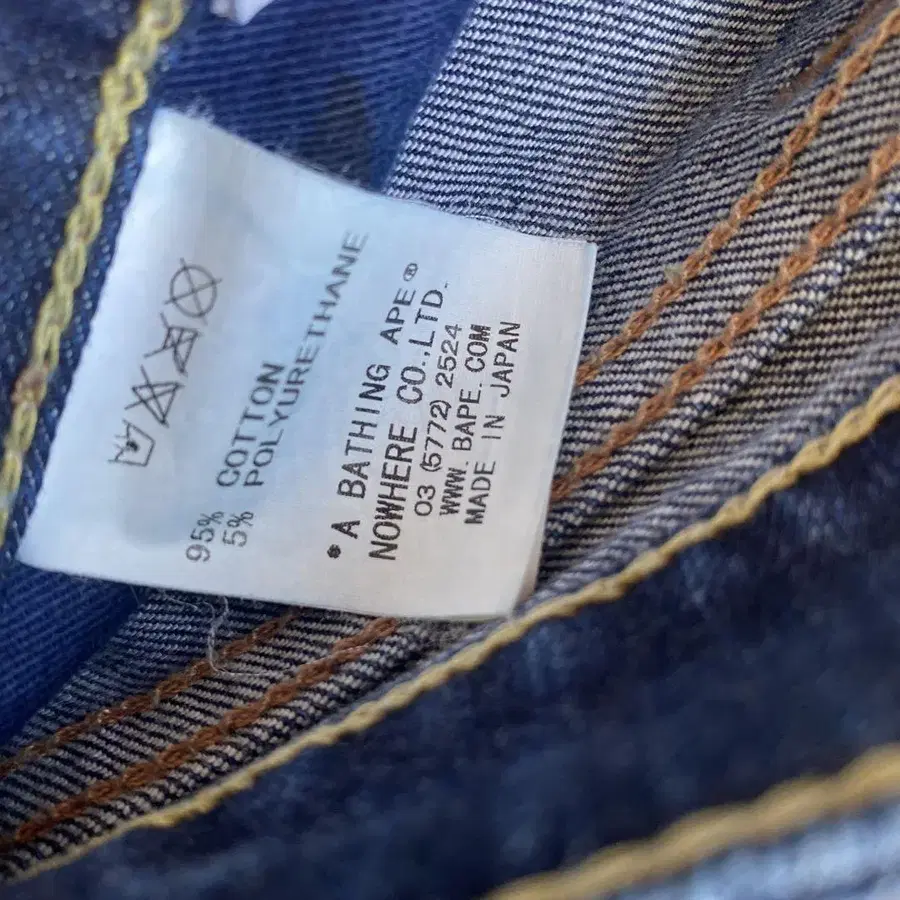 95% COTTON
5% POLYURETHANE
*A BATHING APE®
NOWHERE CO.,LTD.
03 (5772) 2524
WWW. BAPE. COM
MADE IN JAPAN